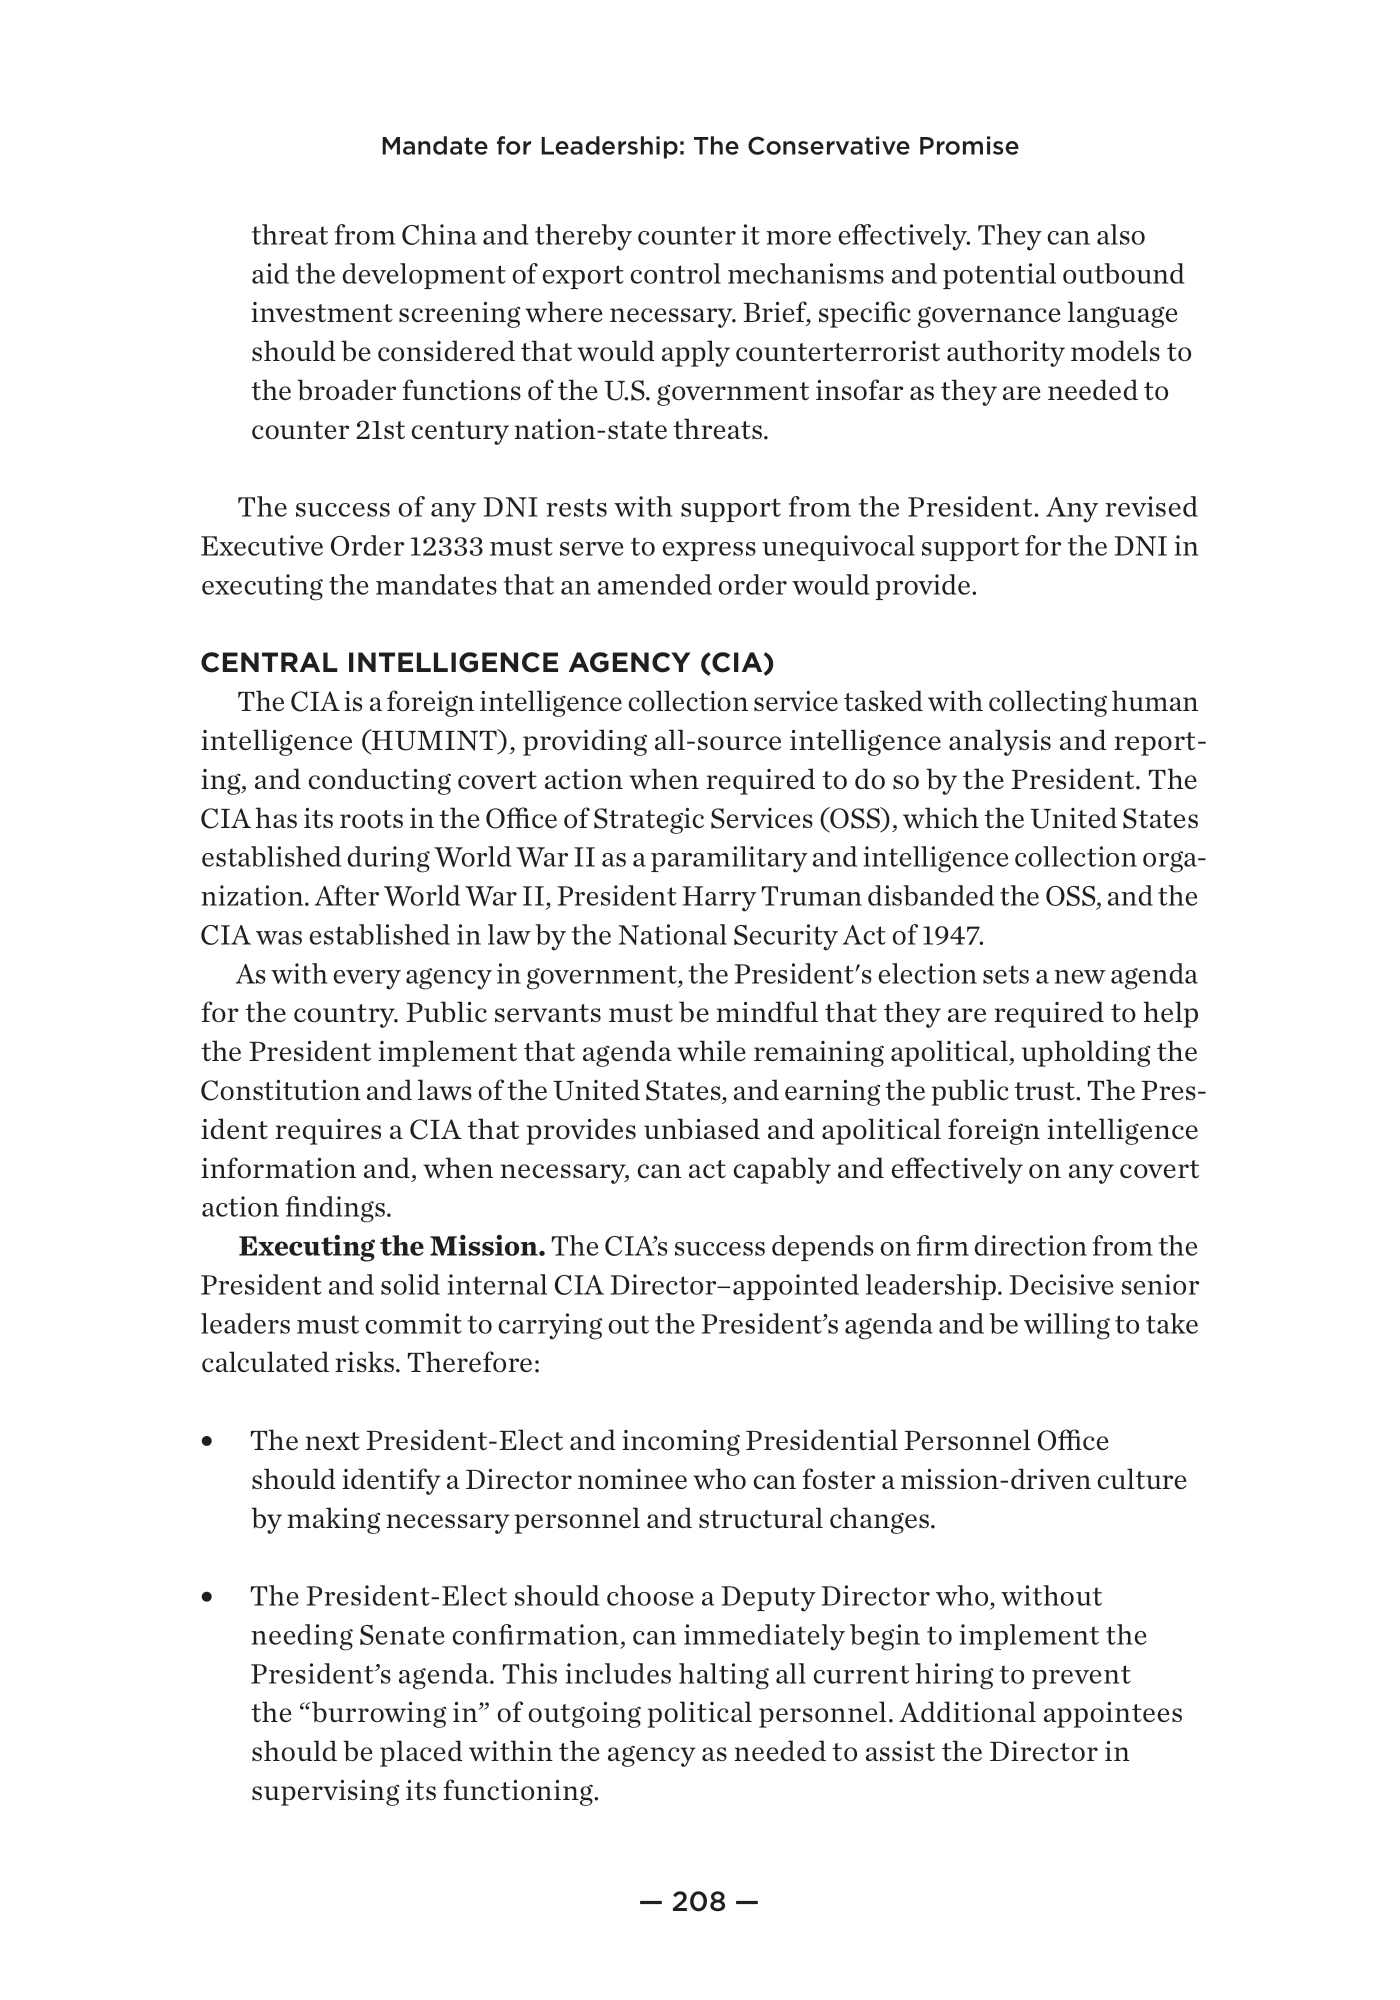 Mandate for Leadership: The Conservative Promise
threat from China and thereby counter it more effectively. They can also
aid the development of export control mechanisms and potential outbound
investment screening where necessary. Brief, specific governance language
should be considered that would apply counterterrorist authority models to
the broader functions of the U.S. government insofar as they are needed to
counter 21st century nation-state threats.
The success of any DNI rests with support from the President. Any revised
Executive Order 12333 must serve to express unequivocal support for the DNI in
executing the mandates that an amended order would provide.
CENTRAL INTELLIGENCE AGENCY (CIA)
The CIA is a foreign intelligence collection service tasked with collecting human
intelligence (HUMINT), providing all-source intelligence analysis and report-
ing, and conducting covert action when required to do so by the President. The
CIA has its roots in the Office of Strategic Services (OSS), which the United States
established during World War II as a paramilitary and intelligence collection orga-
nization. After World War II, President Harry Truman disbanded the OSS, and the
CIA was established in law by the National Security Act of 1947.
As with every agency in government, the President's election sets a new agenda
for the country. Public servants must be mindful that they are required to help
the President implement that agenda while remaining apolitical, upholding the
Constitution and laws of the United States, and earning the public trust. The Pres-
ident requires a CIA that provides unbiased and apolitical foreign intelligence
information and, when necessary, can act capably and effectively on any covert
action findings.
Executing the Mission. The CIA’s success depends on firm direction from the
President and solid internal CIA Director–appointed leadership. Decisive senior
leaders must commit to carrying out the President’s agenda and be willing to take
calculated risks. Therefore:
• The next President-Elect and incoming Presidential Personnel Office
should identify a Director nominee who can foster a mission-driven culture
by making necessary personnel and structural changes.
• The President-Elect should choose a Deputy Director who, without
needing Senate confirmation, can immediately begin to implement the
President’s agenda. This includes halting all current hiring to prevent
the “burrowing in” of outgoing political personnel. Additional appointees
should be placed within the agency as needed to assist the Director in
supervising its functioning.
— 208 —